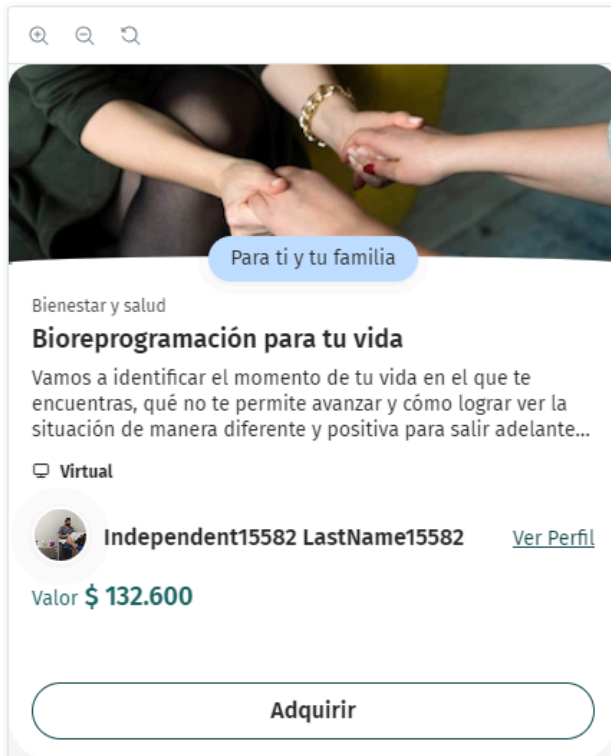 Para ti y tu familia
Bienestar y salud
Bioreprogramación para tu vida
Vamos a identificar el momento de tu vida en el que te
encuentras, qué no te permite avanzar y cómo lograr ver la
situación de manera diferente y positiva para salir adelante...
Virtual
Independent15582 LastName15582
Ver Perfil
Valor $ 132.600
Adquirir